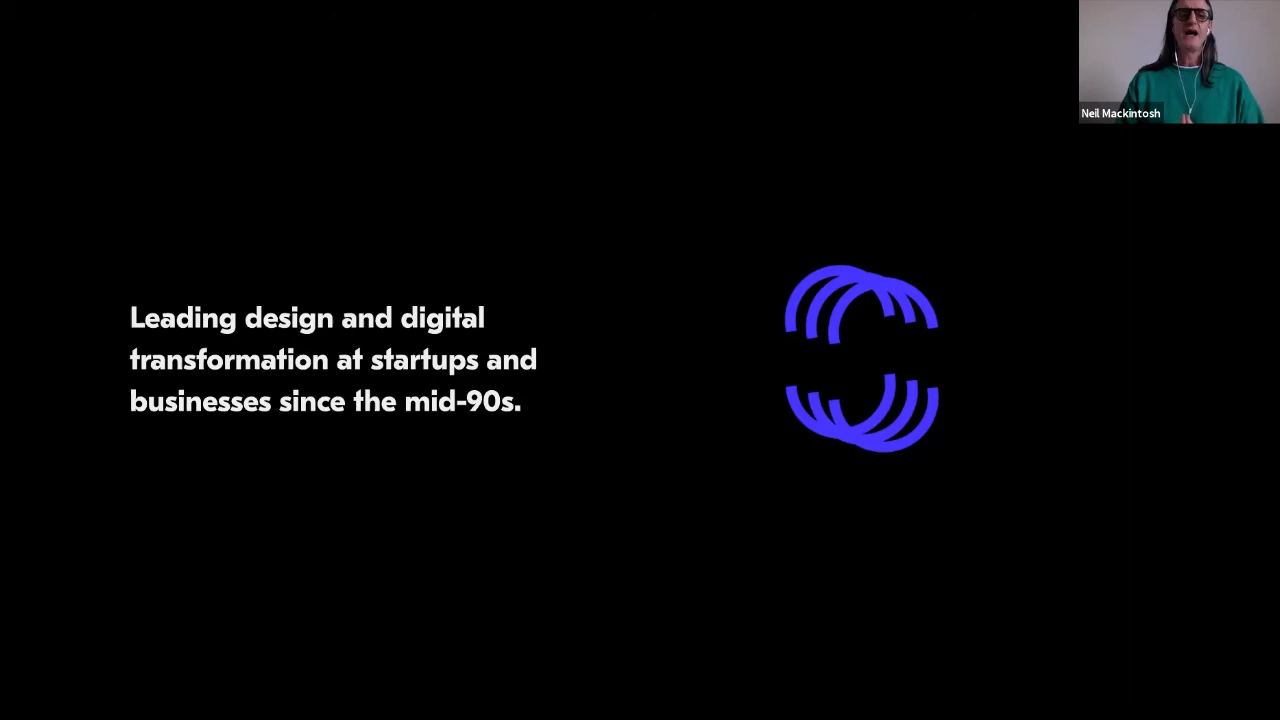 Neil Mackintosh
Leading design and digital
transformation at startups and
businesses since the mid-90s.